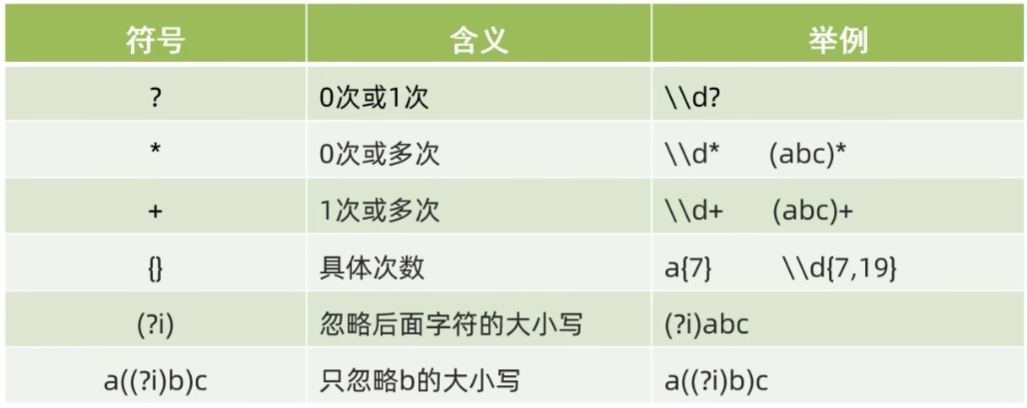 符号 含义 举例
? 0次或1次 \\d?
* 0次或多次 \\d* (abc)*
+ 1次或多次 \\d+ (abc)+
{} 具体次数 a{7} \\d{7,19}
(?i) 忽略后面字符的大小写 (?i)abc
a((?i)b)c 只忽略b的大小写 a((?i)b)c